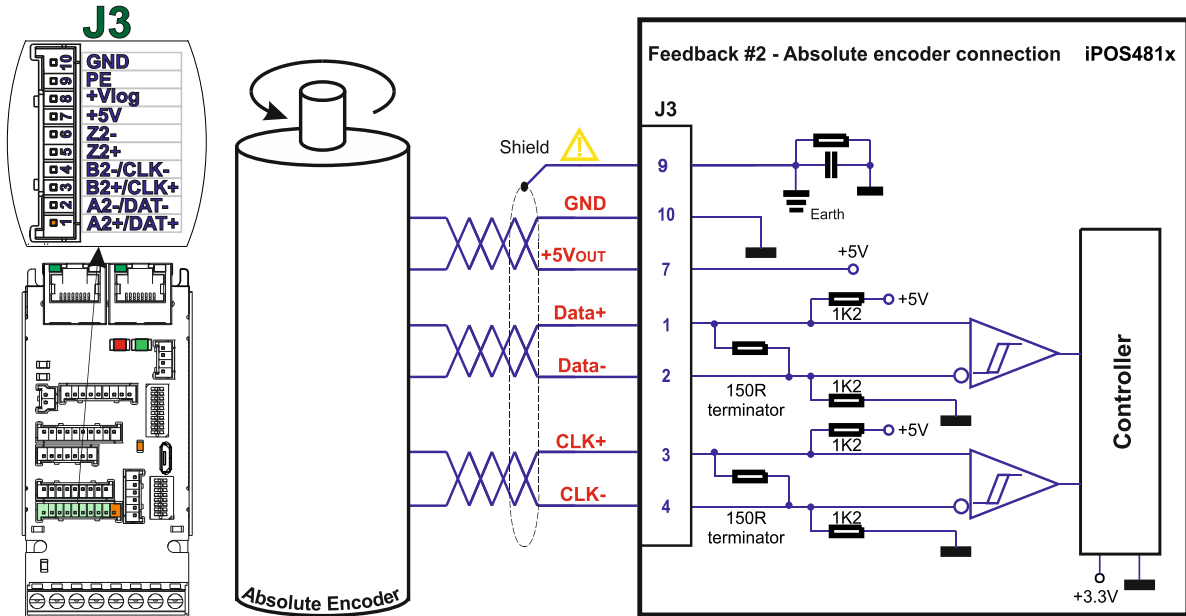 J3
10 GND
9 PE
8 +Vlog
7 +5V
6 Z2-
5 Z2+
4 B2-/CLK-
3 B2+/CLK+
2 A2-/DAT-
1 A2+/DAT+
Absolute Encoder
Shield
GND
+5VOUT
Data+
Data-
CLK+
CLK-
Feedback #2 - Absolute encoder connection iPOS481x
J3
9
10
7
1
2
3
4
Earth
+5V
+5V
1K2
150R
terminator
1K2
+5V
1K2
150R
terminator
1K2
Controller
+3.3V